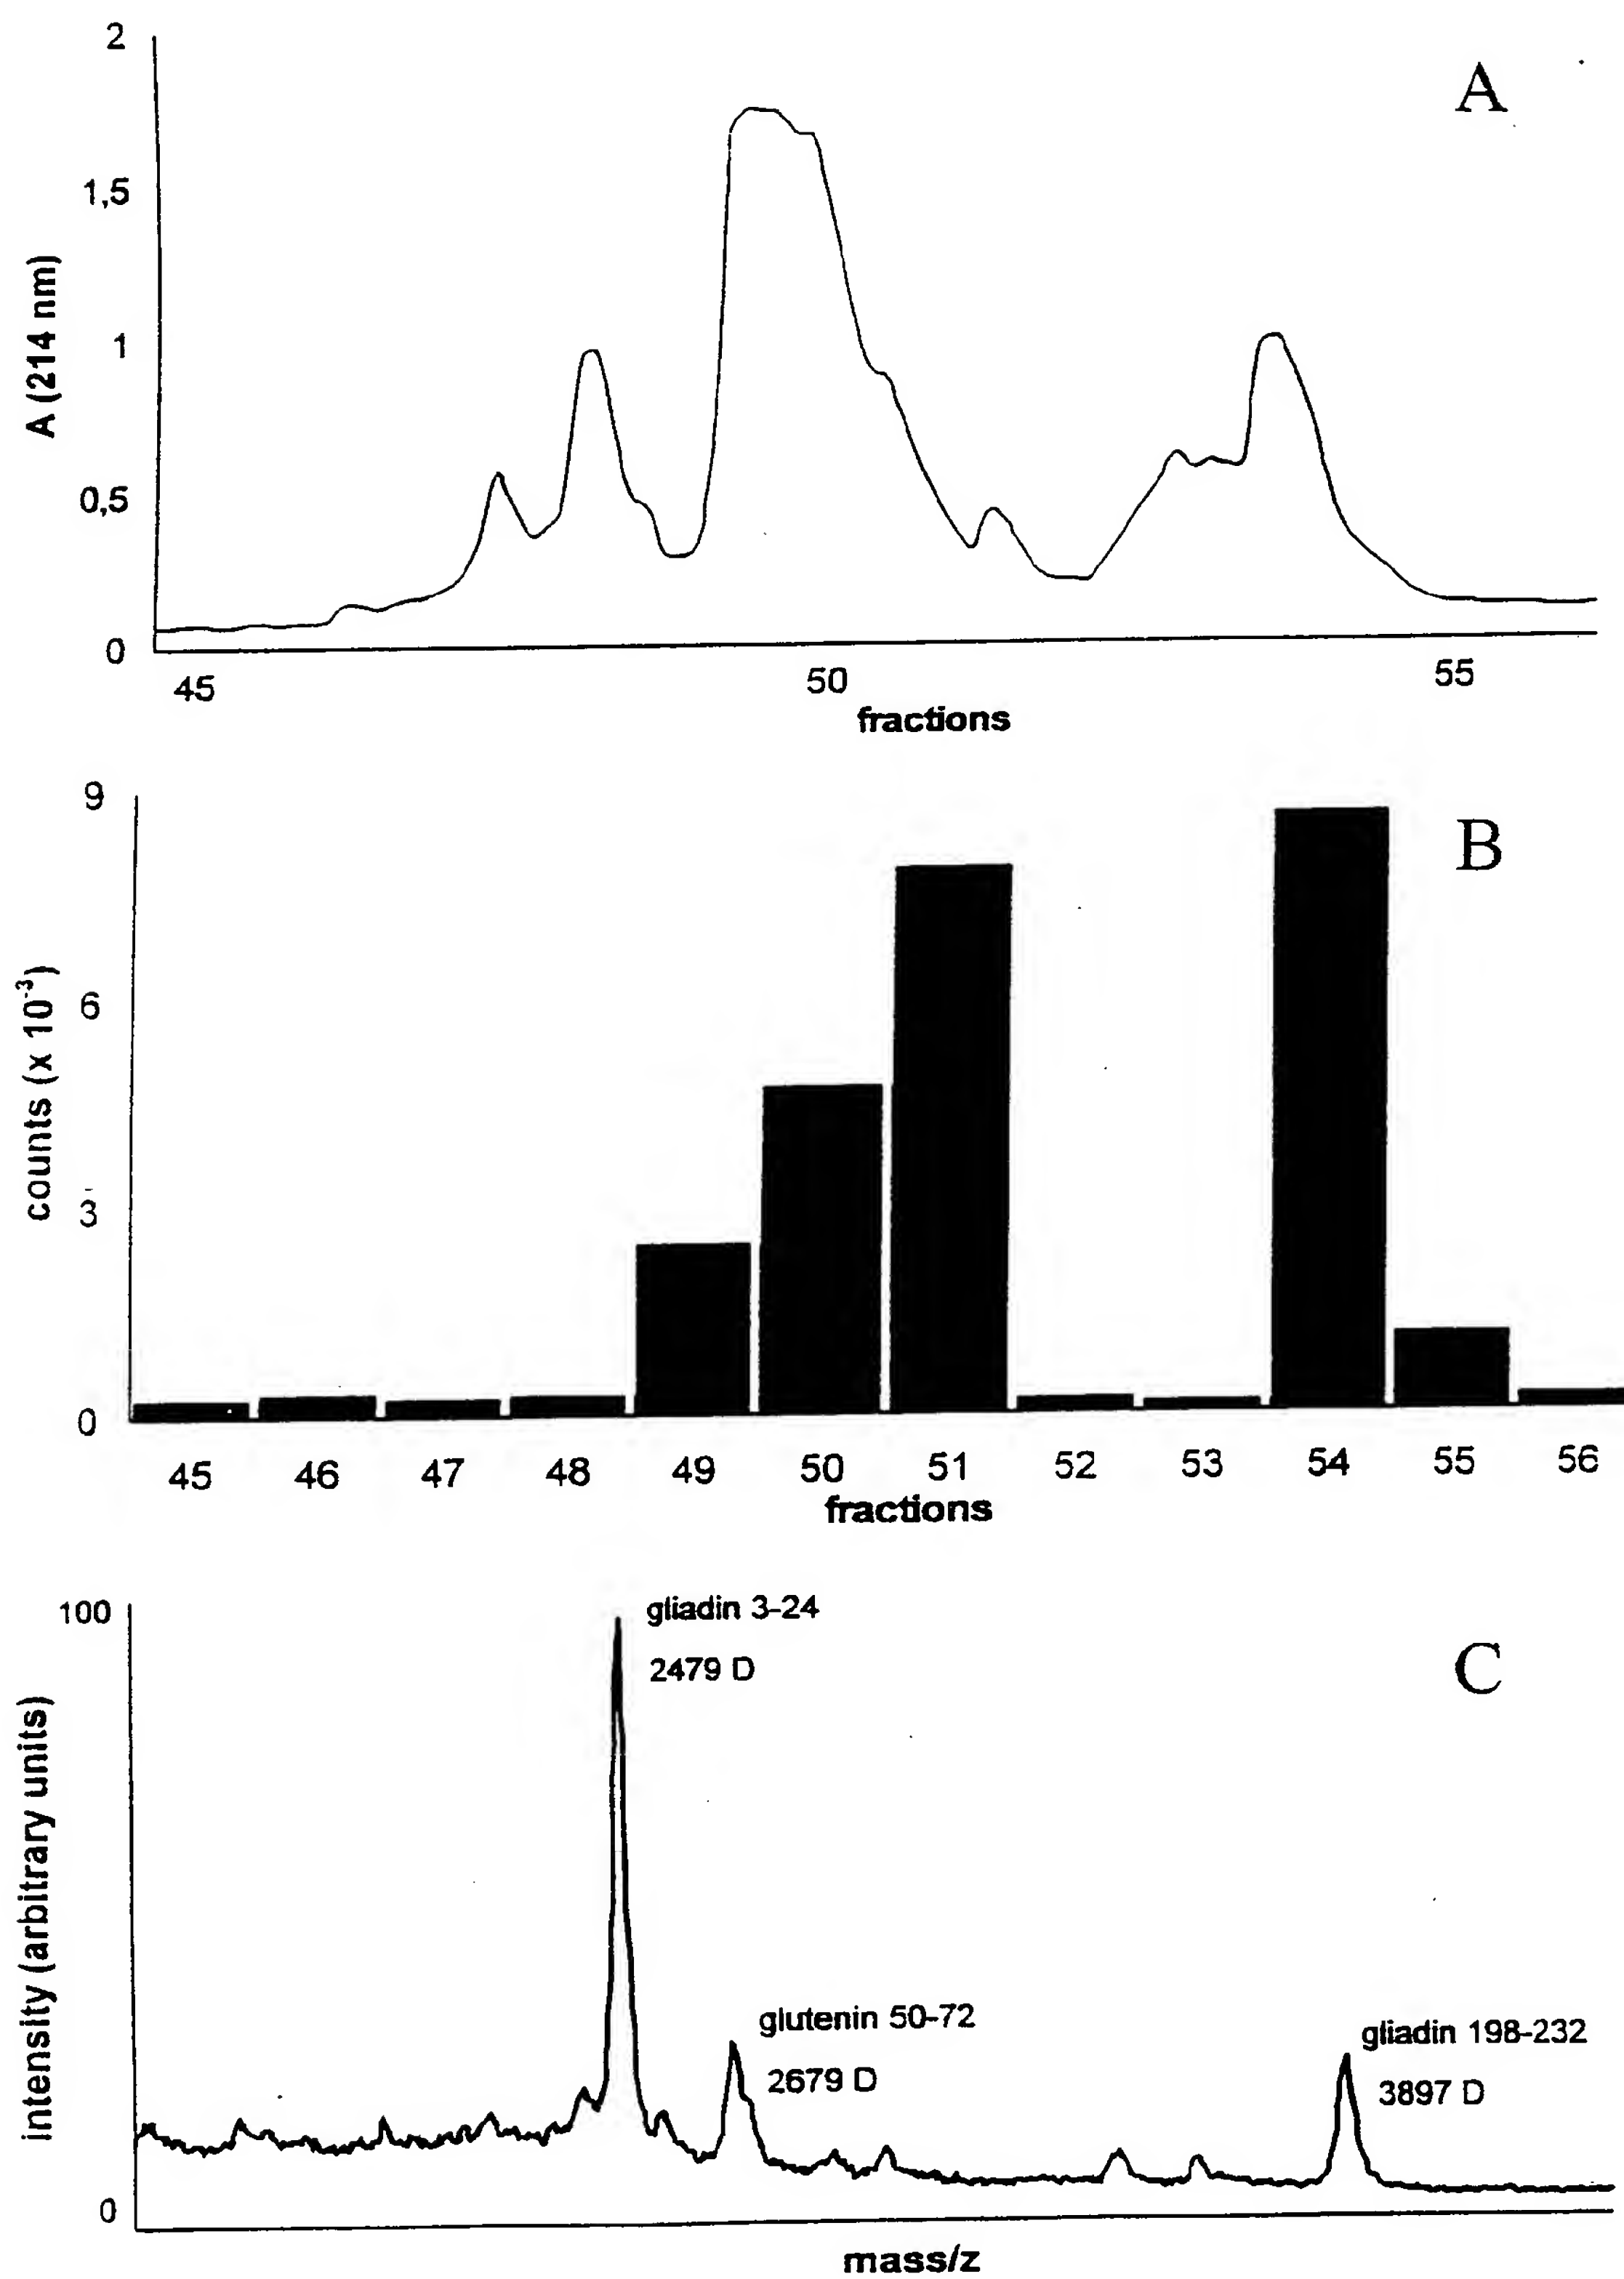 2
A
1,5
A (214 nm)
1
0,5
0
45 50 55
fractions
9
B
counts (x 10⁻³)
6
3
0
45 46 47 48 49 50 51 52 53 54 55 56
fractions
100
gliadin 3-24
2479 D
C
intensity (arbitrary units)
glutenin 50-72
2679 D
gliadin 198-232
3897 D
0
mass/z